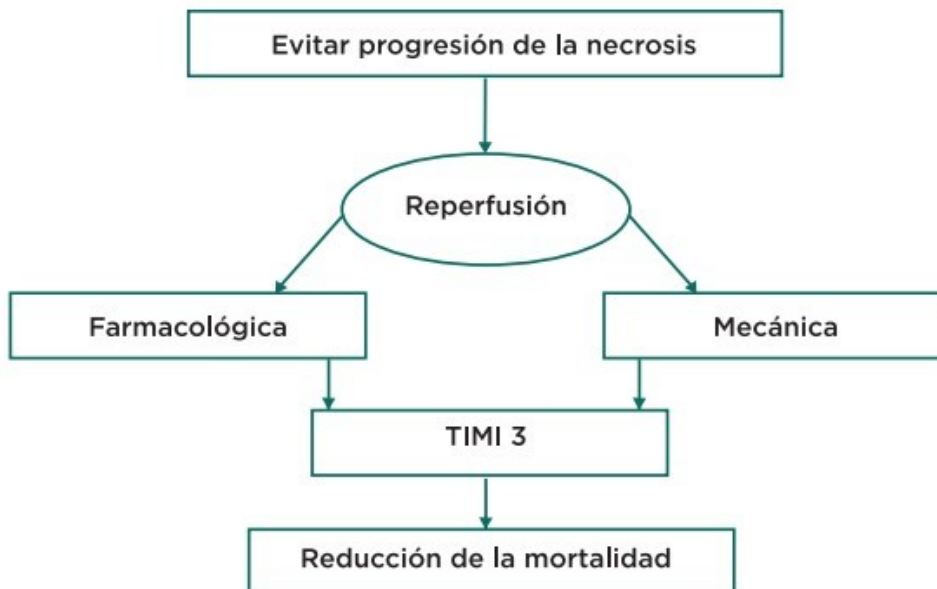 Evitar progresión de la necrosis
Reperfusión
Farmacológica
Mecánica
TIMI 3
Reducción de la mortalidad